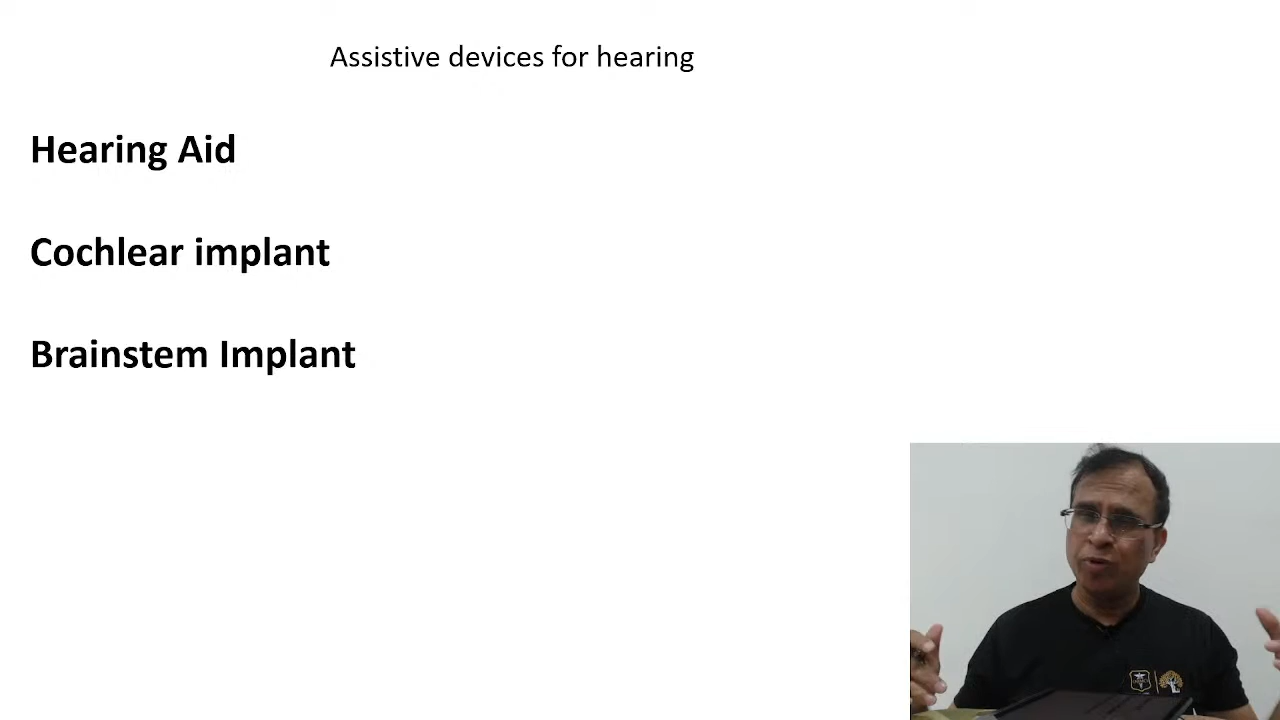 Assistive devices for hearing
Hearing Aid
Cochlear implant
Brainstem Implant